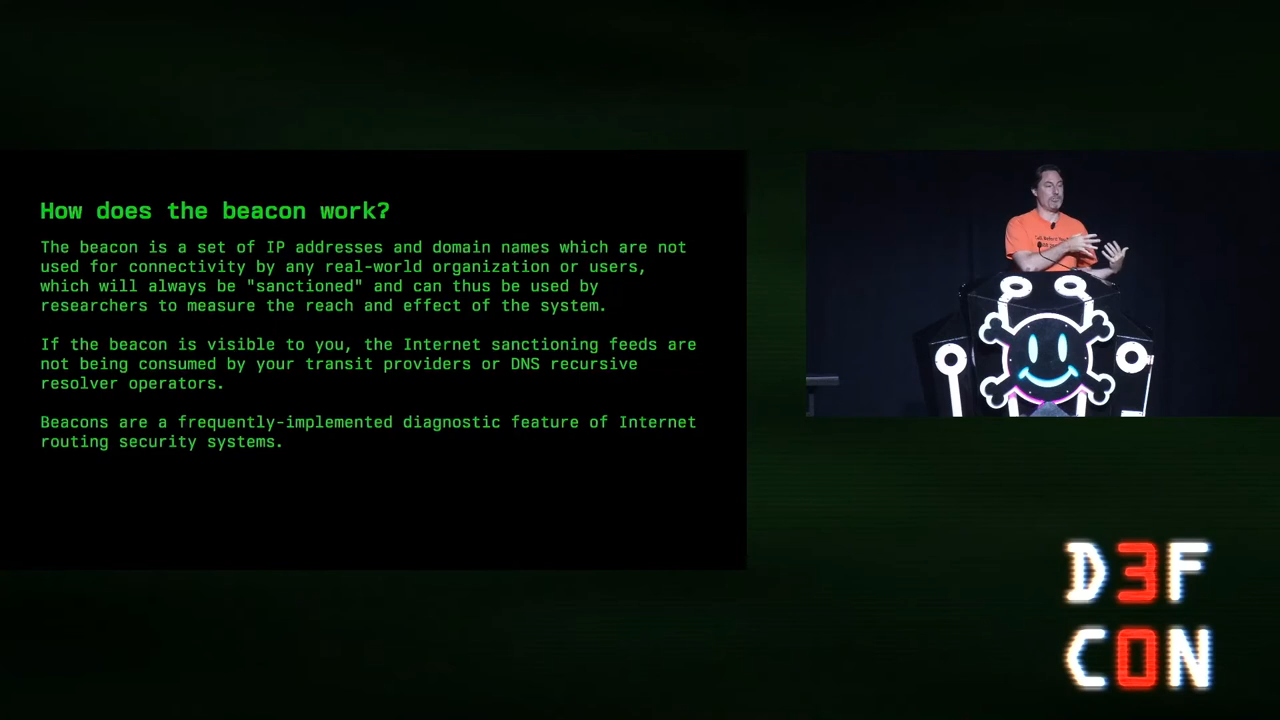 How does the beacon work?
The beacon is a set of IP addresses and domain names which are not
used for connectivity by any real-world organization or users,
which will always be "sanctioned" and can thus be used by
researchers to measure the reach and effect of the system.
If the beacon is visible to you, the Internet sanctioning feeds are
not being consumed by your transit providers or DNS recursive
resolver operators.
Beacons are a frequently-implemented diagnostic feature of Internet
routing security systems.
D3F
C0N